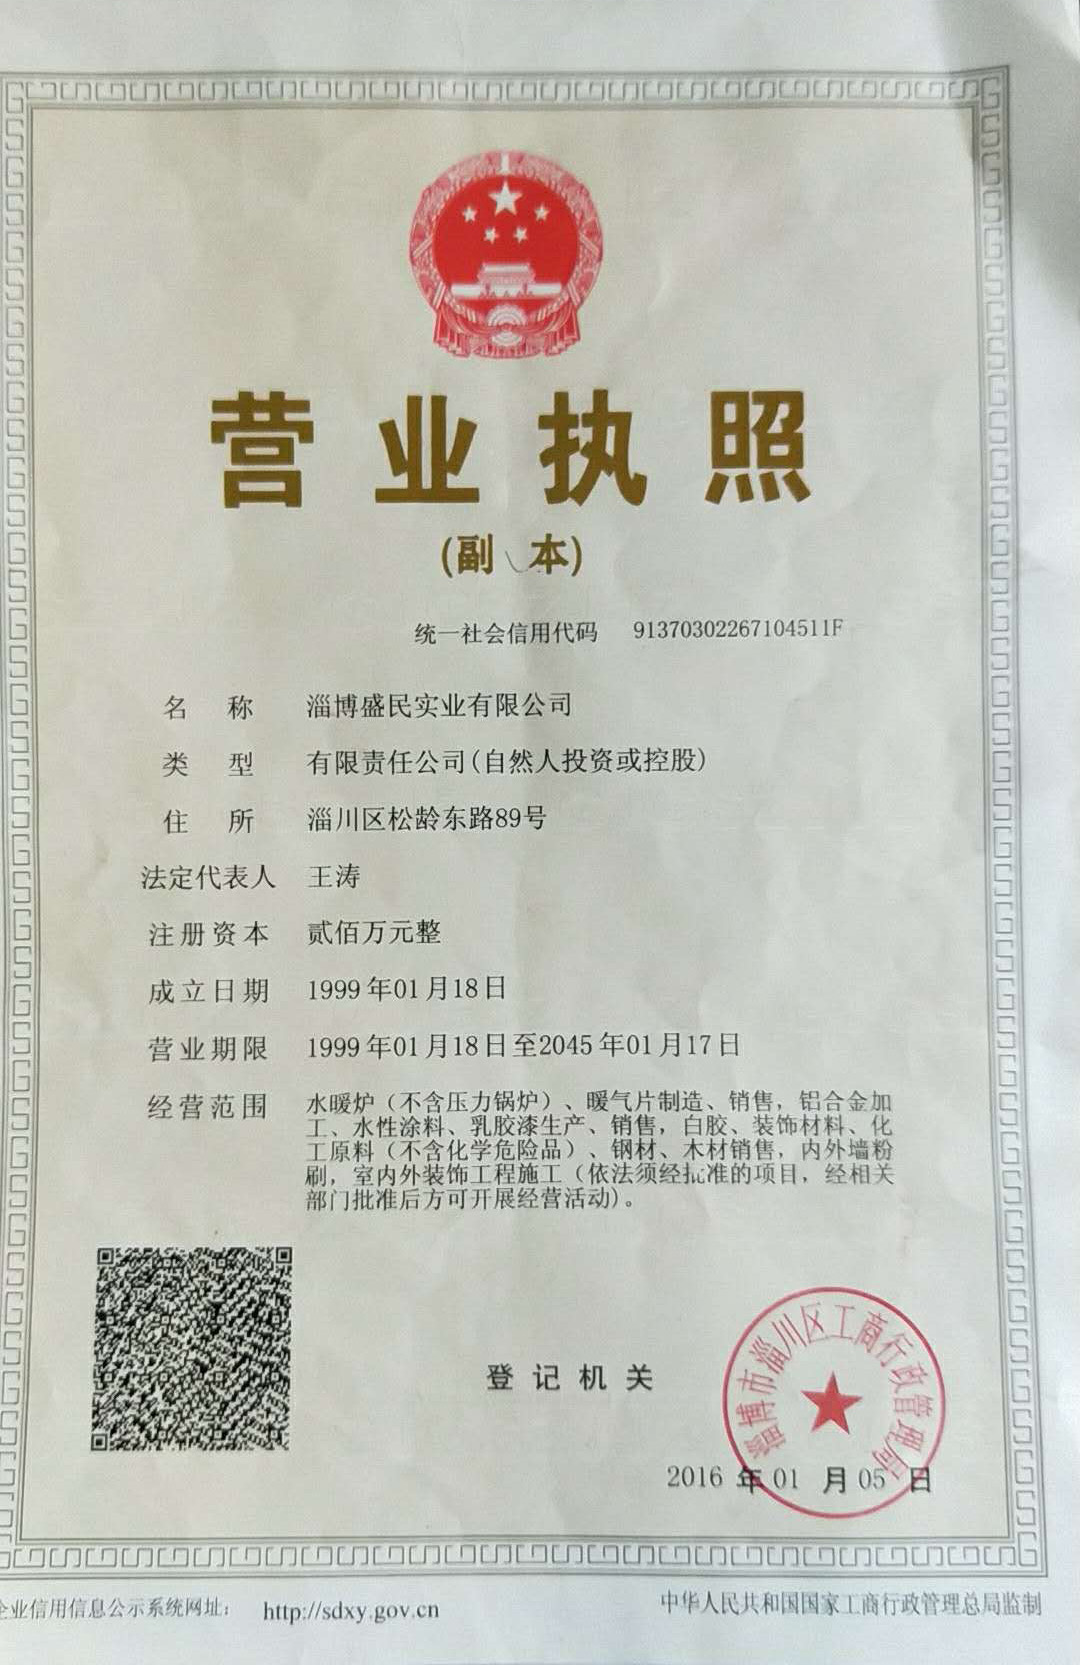 营业执照
(副 本)
统一社会信用代码 91370302267104511F
名 称 淄博盛民实业有限公司
类 型 有限责任公司(自然人投资或控股)
住 所 淄川区松龄东路89号
法定代表人 王涛
注册资本 贰佰万元整
成立日期 1999年01月18日
营业期限 1999年01月18日至2045年01月17日
经营范围 水暖炉（不含压力锅炉）、暖气片制造、销售，铝合金加
工、水性涂料、乳胶漆生产、销售，白胶、装饰材料、化
工原料（不含化学危险品）、钢材、木材销售，内外墙粉
刷，室内外装饰工程施工（依法须经批准的项目，经相关
部门批准后方可开展经营活动)。
登记机关
淄博市淄川区工商行政管理局
2016年01月05日
企业信用信息公示系统网址： http://sdxy.gov.cn
中华人民共和国国家工商行政管理总局监制